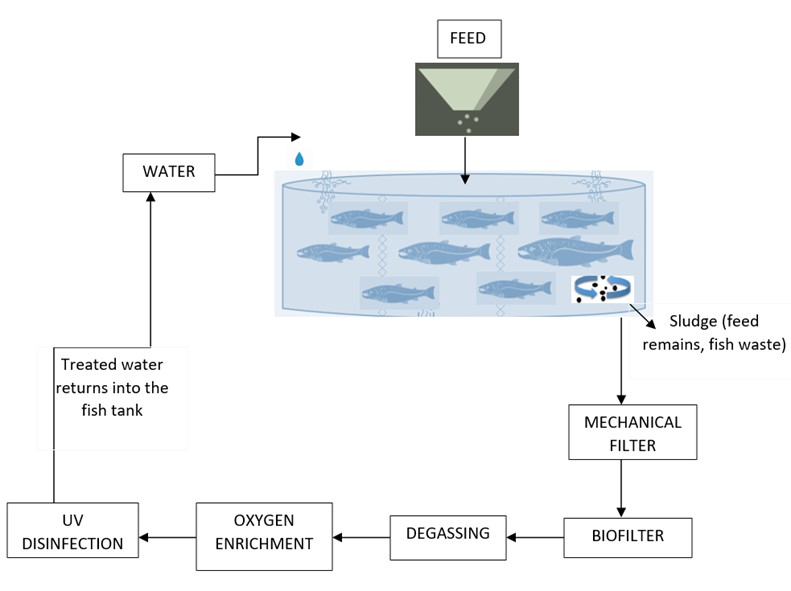 FEED
WATER
Sludge (feed
remains, fish waste)
Treated water
returns into the
fish tank
MECHANICAL
FILTER
UV
DISINFECTION
OXYGEN
ENRICHMENT
DEGASSING
BIOFILTER